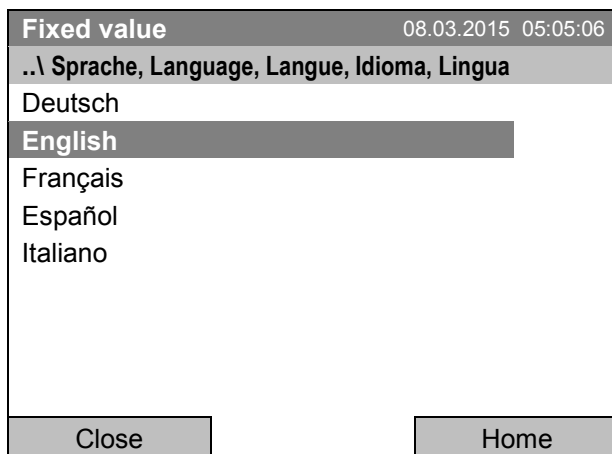 Fixed value 08.03.2015 05:05:06
..\ Sprache, Language, Langue, Idioma, Lingua
Deutsch
English
Français
Español
Italiano
Close Home